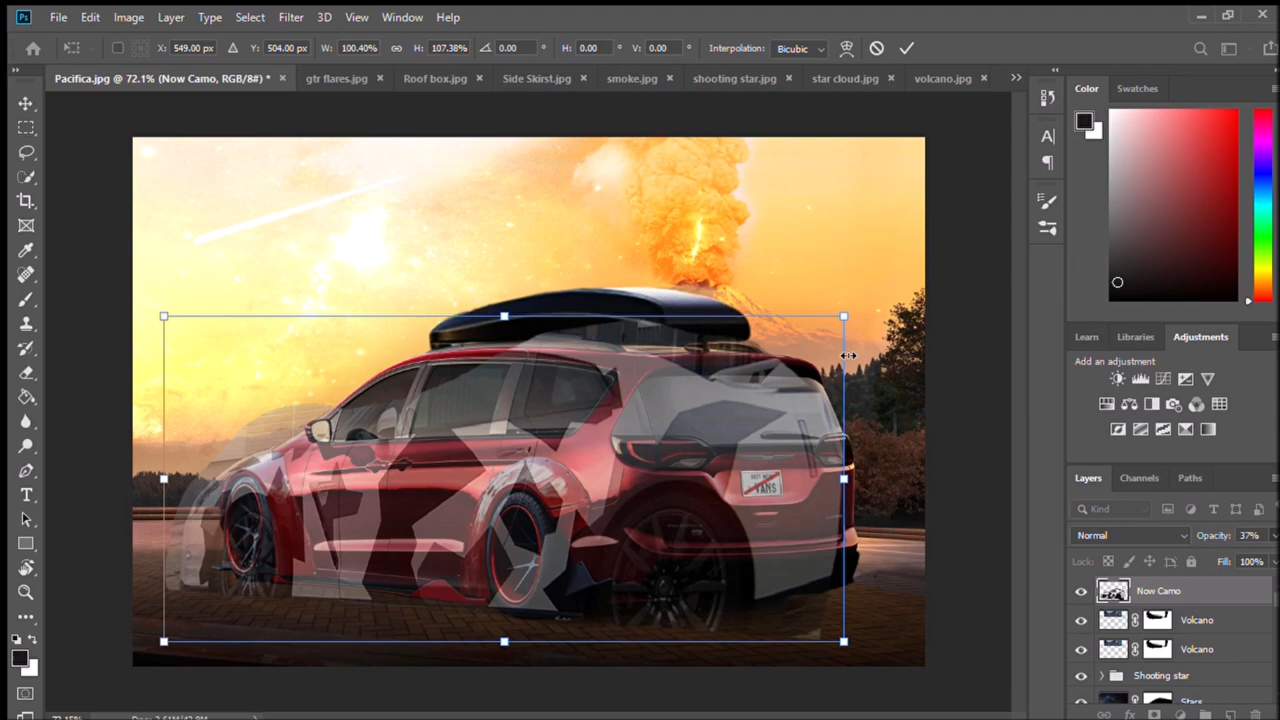 Ps File Edit Image Layer Type Select Filter 3D View Window Help
X: 549.00 px Y: 504.00 px W: 100.40% H: 107.38% 0.00 ° H: 0.00 ° V: 0.00 ° Interpolation: Bicubic
Pacifica.jpg @ 72.1% (Now Camo, RGB/8#) * gtr flares.jpg Roof box.jpg Side Skirst.jpg smoke.jpg shooting star.jpg star cloud.jpg volcano.jpg
Color Swatches
Learn Libraries Adjustments
Add an adjustment
VANS
Layers Channels Paths
Kind
Normal Opacity: 37%
Lock: Fill: 100%
Now Camo
Volcano
Volcano
Shooting star
Stars